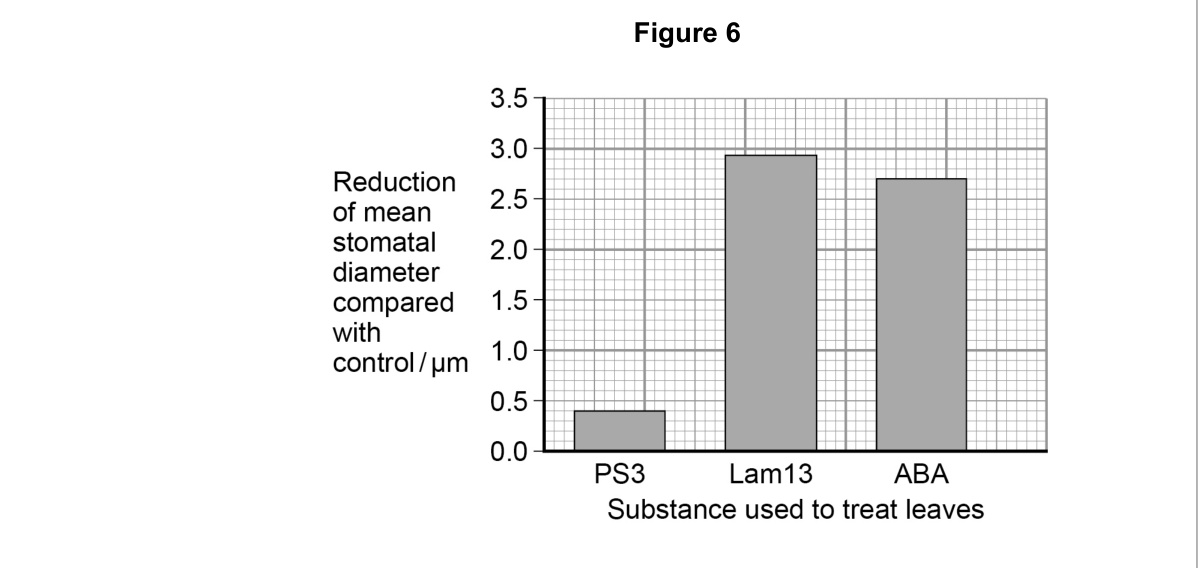 Figure 6
3.5
3.0
2.5
2.0
1.5
1.0
0.5
0.0
Reduction
of mean
stomatal
diameter
compared
with
control / µm
PS3 Lam13 ABA
Substance used to treat leaves